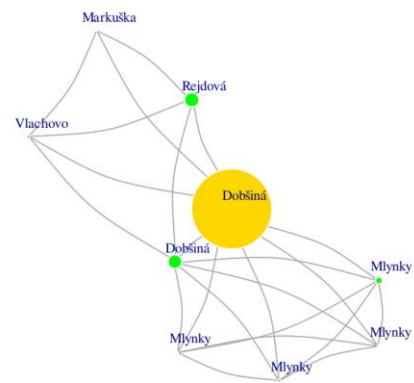 Markuška
Rejdová
Vlachovo
Dobšiná
Dobšiná
Mlynky
Mlynky
Mlynky
Mlynky